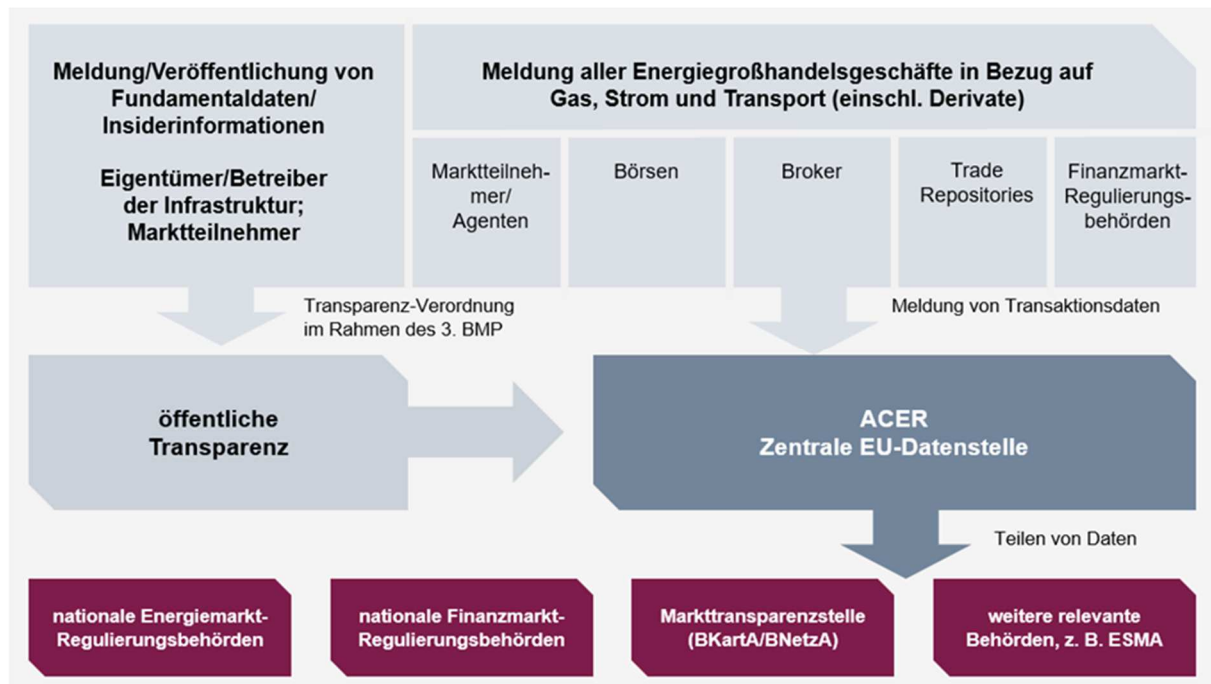 Meldung/Veröffentlichung von
Fundamentaldaten/
Insiderinformationen
Eigentümer/Betreiber
der Infrastruktur;
Marktteilnehmer
Meldung aller Energiegroßhandelsgeschäfte in Bezug auf
Gas, Strom und Transport (einschl. Derivate)
Marktteilneh-
mer/
Agenten
Börsen
Broker
Trade
Repositories
Finanzmarkt-
Regulierungs-
behörden
Transparenz-Verordnung
im Rahmen des 3. BMP
Meldung von Transaktionsdaten
öffentliche
Transparenz
ACER
Zentrale EU-Datenstelle
Teilen von Daten
nationale Energiemarkt-
Regulierungsbehörden
nationale Finanzmarkt-
Regulierungsbehörden
Markttransparenzstelle
(BKartA/BNetzA)
weitere relevante
Behörden, z. B. ESMA